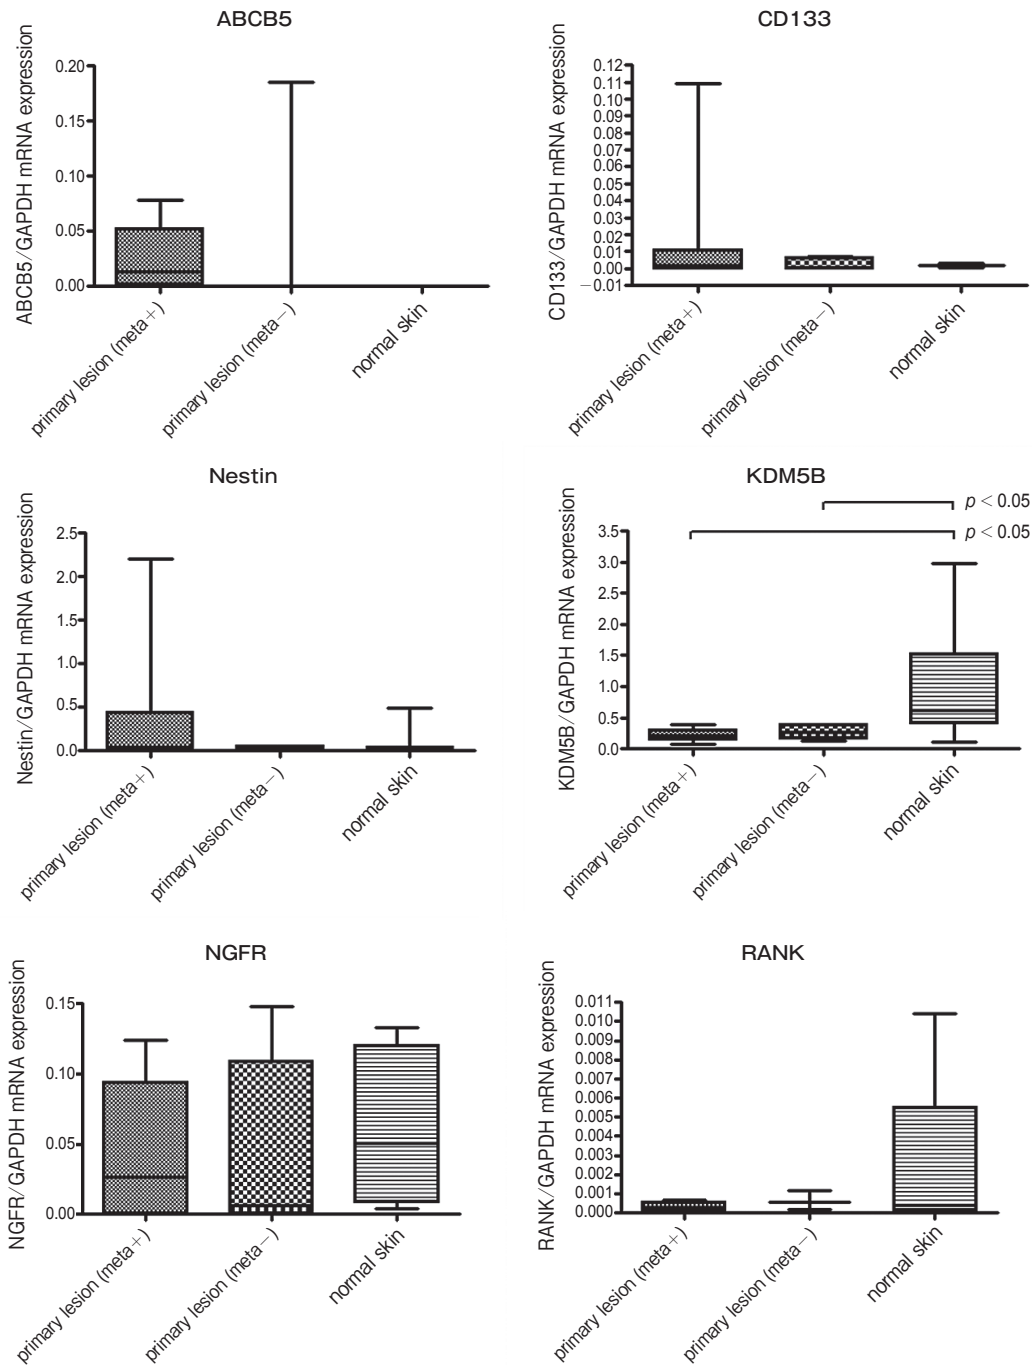 ABCB5
ABCB5/GAPDH mRNA expression
0.20
0.15
0.10
0.05
0.00
primary lesion (meta+)
primary lesion (meta−)
normal skin
CD133
CD133/GAPDH mRNA expression
0.12
0.11
0.10
0.09
0.08
0.07
0.06
0.05
0.04
0.03
0.02
0.01
0.00
−0.01
primary lesion (meta+)
primary lesion (meta−)
normal skin
Nestin
Nestin/GAPDH mRNA expression
2.5
2.0
1.5
1.0
0.5
0.0
primary lesion (meta+)
primary lesion (meta−)
normal skin
KDM5B
p < 0.05
p < 0.05
KDM5B/GAPDH mRNA expression
3.5
3.0
2.5
2.0
1.5
1.0
0.5
0.0
primary lesion (meta+)
primary lesion (meta−)
normal skin
NGFR
NGFR/GAPDH mRNA expression
0.15
0.10
0.05
0.00
primary lesion (meta+)
primary lesion (meta−)
normal skin
RANK
RANK/GAPDH mRNA expression
0.011
0.010
0.009
0.008
0.007
0.006
0.005
0.004
0.003
0.002
0.001
0.000
primary lesion (meta+)
primary lesion (meta−)
normal skin